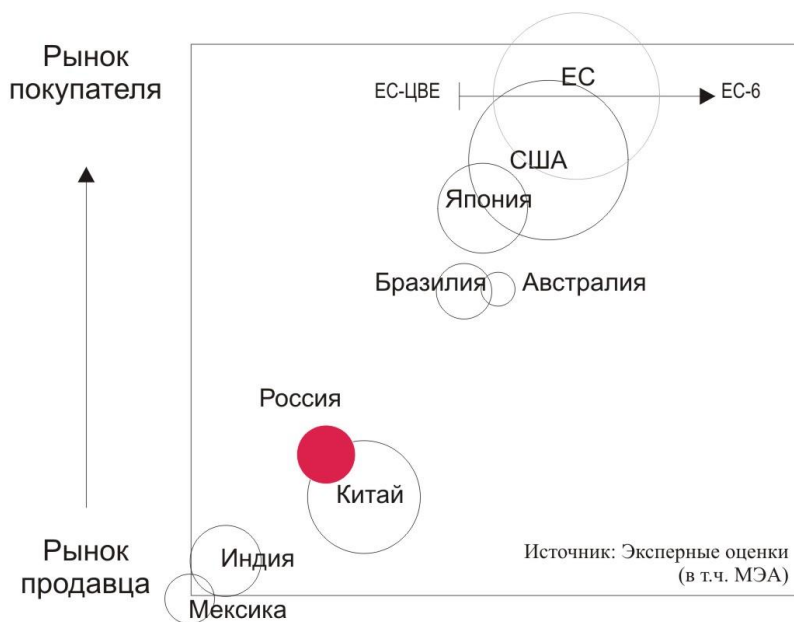 Рынок
покупателя
ЕС
ЕС-ЦВЕ
ЕС-6
США
Япония
Бразилия
Австралия
Россия
Китай
Рынок
продавца
Индия
Мексика
Источник: Эксперные оценки
(в т.ч. МЭА)